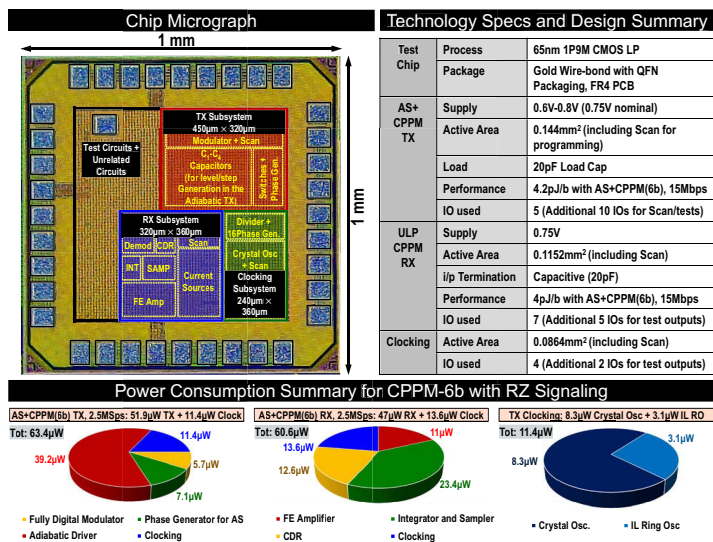 Chip Micrograph
1 mm
1 mm
Test Circuits +
Unrelated
Circuits
TX Subsystem
450µm × 320µm
Modulator + Scan
C1-C4
Capacitors
(for level/step
Generation in the
Adiabatic TX)
Switches +
Phase Gen.
RX Subsystem
320µm × 360µm
Demod
CDR
Scan
INT
SAMP
FE Amp
Current
Sources
Divider +
16Phase Gen.
Crystal Osc
+ Scan
Clocking
Subsystem
240µm ×
360µm
Technology Specs and Design Summary
Test
Chip
Process
65nm 1P9M CMOS LP
Package
Gold Wire-bond with QFN
Packaging, FR4 PCB
AS+
CPPM
TX
Supply
0.6V-0.8V (0.75V nominal)
Active Area
0.144mm² (including Scan for
programming)
Load
20pF Load Cap
Performance
4.2pJ/b with AS+CPPM(6b), 15Mbps
IO used
5 (Additional 10 IOs for Scan/tests)
ULP
CPPM
RX
Supply
0.75V
Active Area
0.1152mm² (including Scan)
i/p Termination
Capacitive (20pF)
Performance
4pJ/b with AS+CPPM(6b), 15Mbps
IO used
7 (Additional 5 IOs for test outputs)
Clocking
Active Area
0.0864mm² (including Scan)
IO used
4 (Additional 2 IOs for test outputs)
Power Consumption Summary for CPPM-6b with RZ Signaling
AS+CPPM(6b) TX, 2.5MSps: 51.9µW TX + 11.4µW Clock
Tot: 63.4µW
11.4µW
39.2µW
5.7µW
7.1µW
Fully Digital Modulator
Phase Generator for AS
Adiabatic Driver
Clocking
AS+CPPM(6b) RX, 2.5MSps: 47µW RX + 13.6µW Clock
Tot: 60.6µW
11µW
13.6µW
12.6µW
23.4µW
FE Amplifier
Integrator and Sampler
CDR
Clocking
TX Clocking: 8.3µW Crystal Osc + 3.1µW IL RO
Tot: 11.4µW
3.1µW
8.3µW
Crystal Osc.
IL Ring Osc